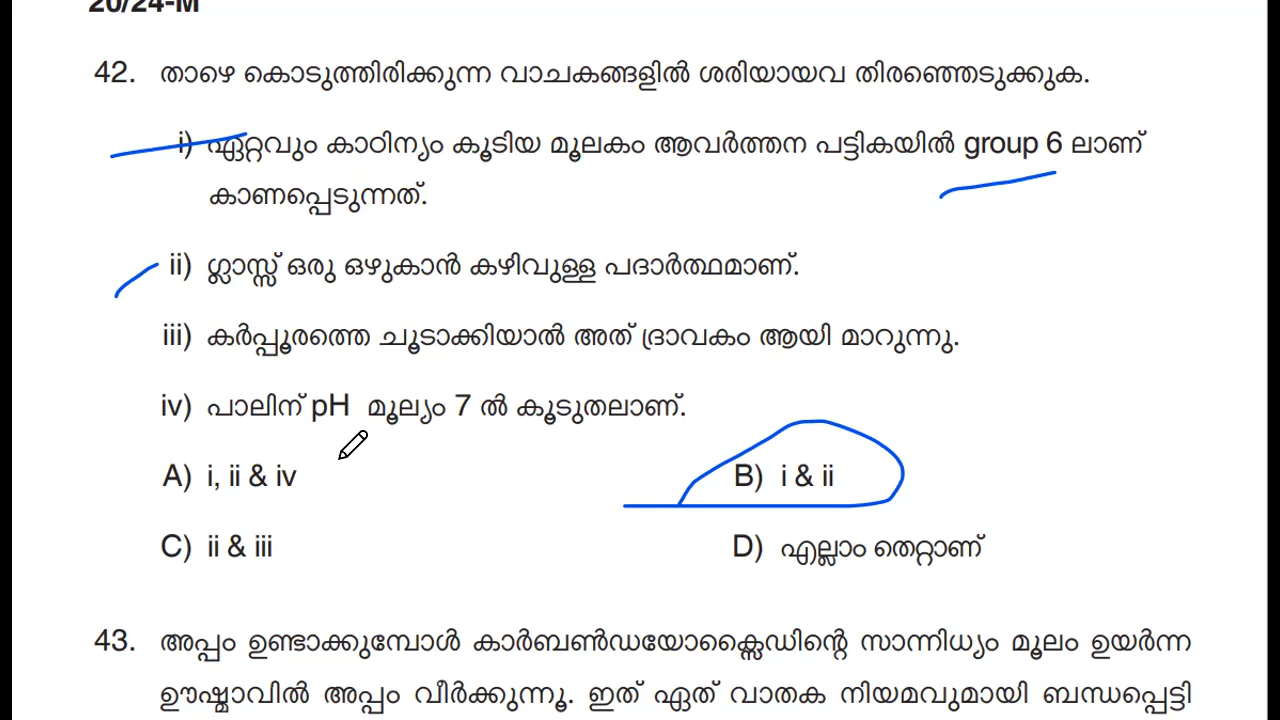 20/24-M
42. താഴെ കൊടുത്തിരിക്കുന്ന വാചകങ്ങളിൽ ശരിയായവ തിരഞ്ഞെടുക്കുക.
i) ഏറ്റവും കാഠിന്യം കൂടിയ മൂലകം ആവർത്തന പട്ടികയിൽ group 6 ലാണ്
കാണപ്പെടുന്നത്.
ii) ഗ്ലാസ്സ് ഒരു ഒഴുകാൻ കഴിവുള്ള പദാർത്ഥമാണ്.
iii) കർപ്പൂരത്തെ ചൂടാക്കിയാൽ അത് ദ്രാവകം ആയി മാറുന്നു.
iv) പാലിന് pH മൂല്യം 7 ൽ കൂടുതലാണ്.
A) i, ii & iv B) i & ii
C) ii & iii D) എല്ലാം തെറ്റാണ്
43. അപ്പം ഉണ്ടാക്കുമ്പോൾ കാർബൺഡയോക്സൈഡിന്റെ സാന്നിധ്യം മൂലം ഉയർന്ന
ഊഷ്മാവിൽ അപ്പം വീർക്കുന്നൂ. ഇത് ഏത് വാതക നിയമവുമായി ബന്ധപ്പെട്ടി